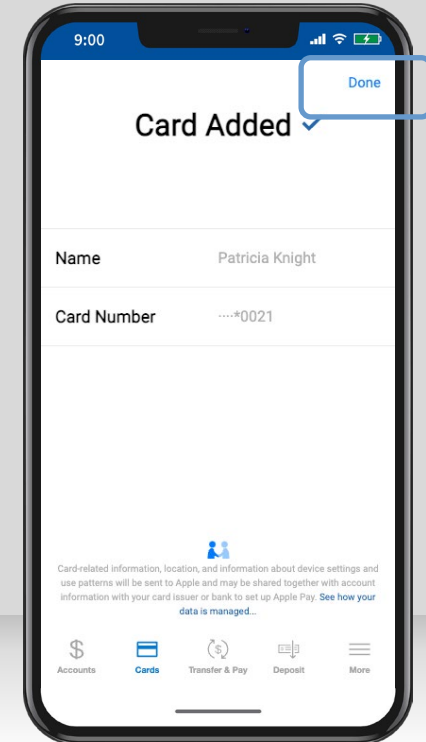 9:00
Done
Card Added
Name Patricia Knight
Card Number ····*0021
Card-related information, location, and information about device settings and
use patterns will be sent to Apple and may be shared together with account
information with your card issuer or bank to set up Apple Pay. See how your
data is managed...
$
Accounts Cards Transfer & Pay Deposit More